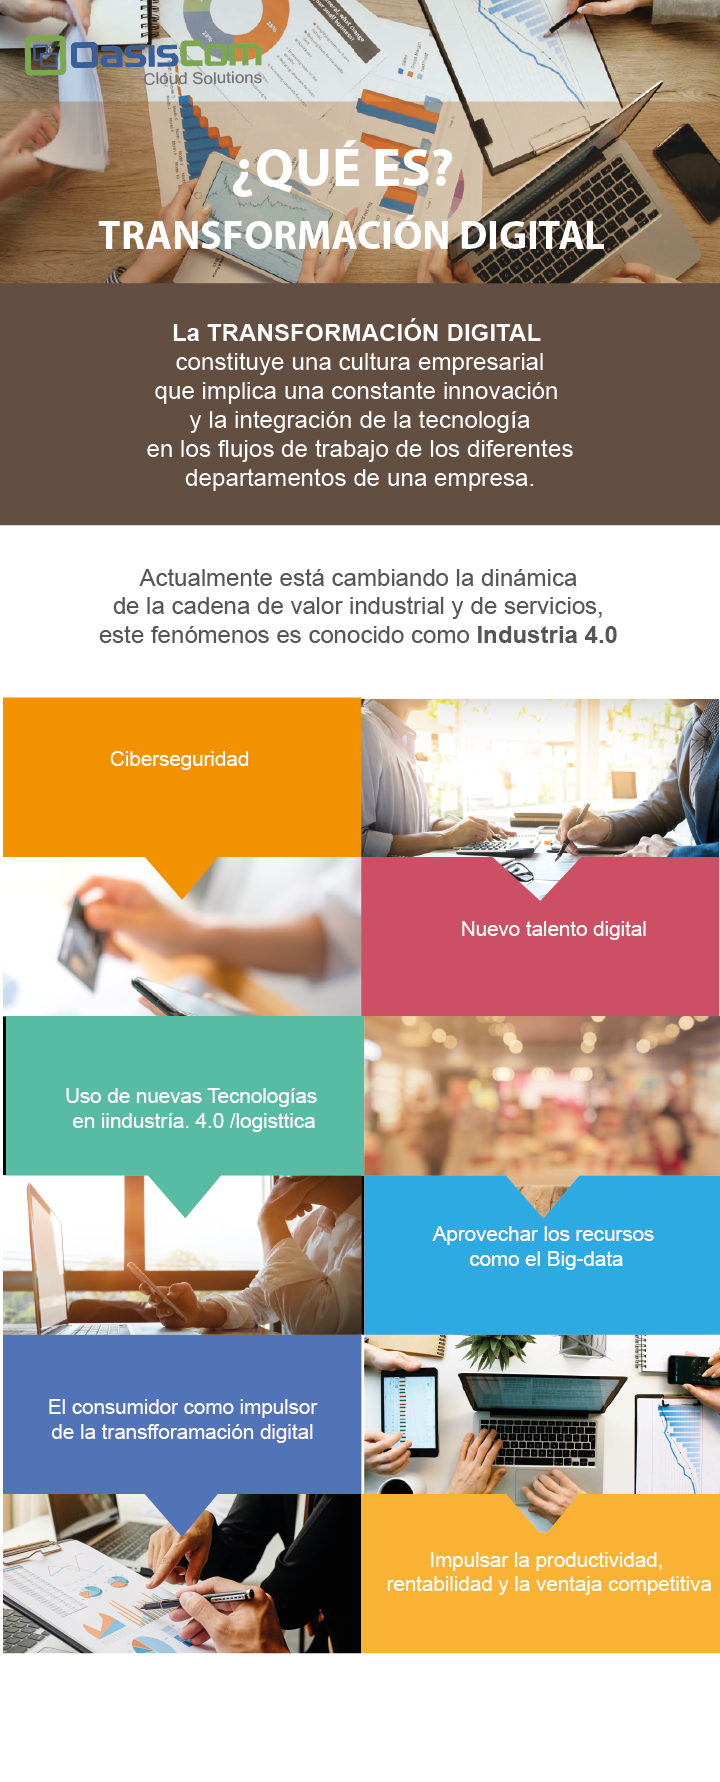 OasisCom
Cloud Solutions
¿QUÉ ES?
TRANSFORMACIÓN DIGITAL
La TRANSFORMACIÓN DIGITAL
constituye una cultura empresarial
que implica una constante innovación
y la integración de la tecnología
en los flujos de trabajo de los diferentes
departamentos de una empresa.
Actualmente está cambiando la dinámica
de la cadena de valor industrial y de servicios,
este fenómenos es conocido como Industria 4.0
Ciberseguridad
Nuevo talento digital
Uso de nuevas Tecnologías
en iindustría. 4.0 /logisttica
Aprovechar los recursos
como el Big-data
El consumidor como impulsor
de la transfforamación digital
Impulsar la productividad,
rentabilidad y la ventaja competitiva